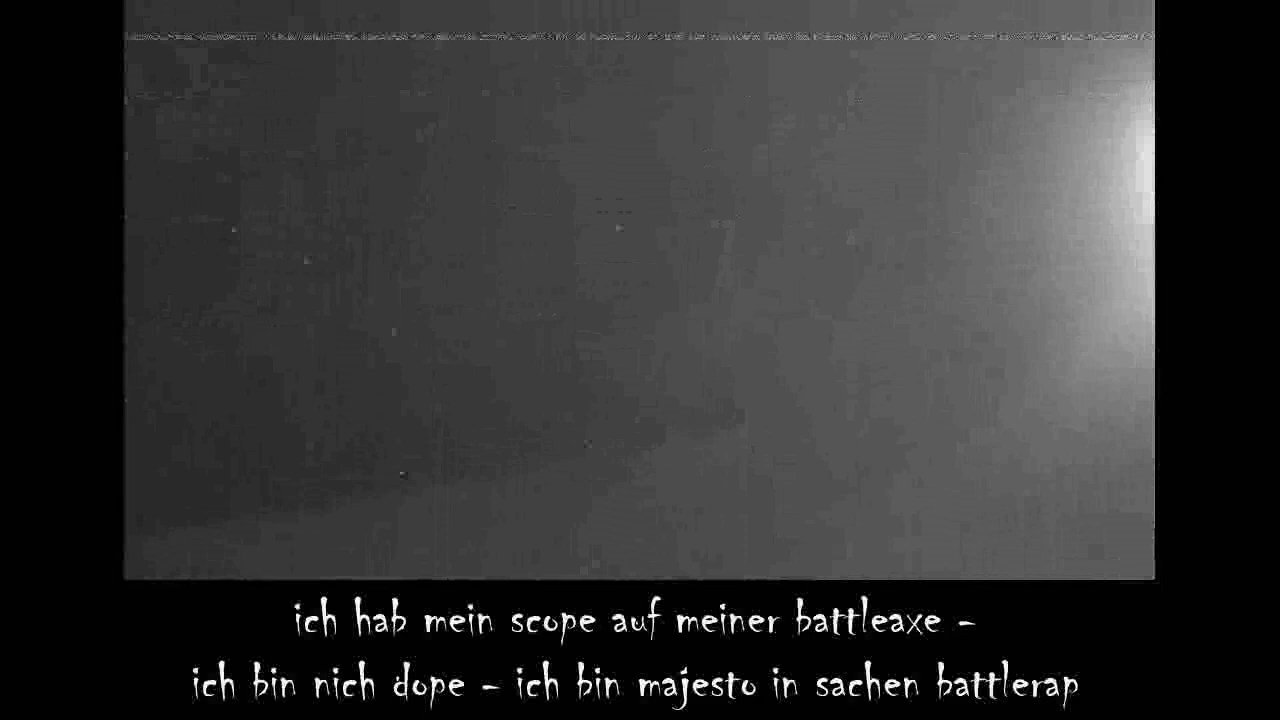 ich hab mein scope auf meiner battleaxe -
ich bin nich dope - ich bin majesto in sachen battlerap